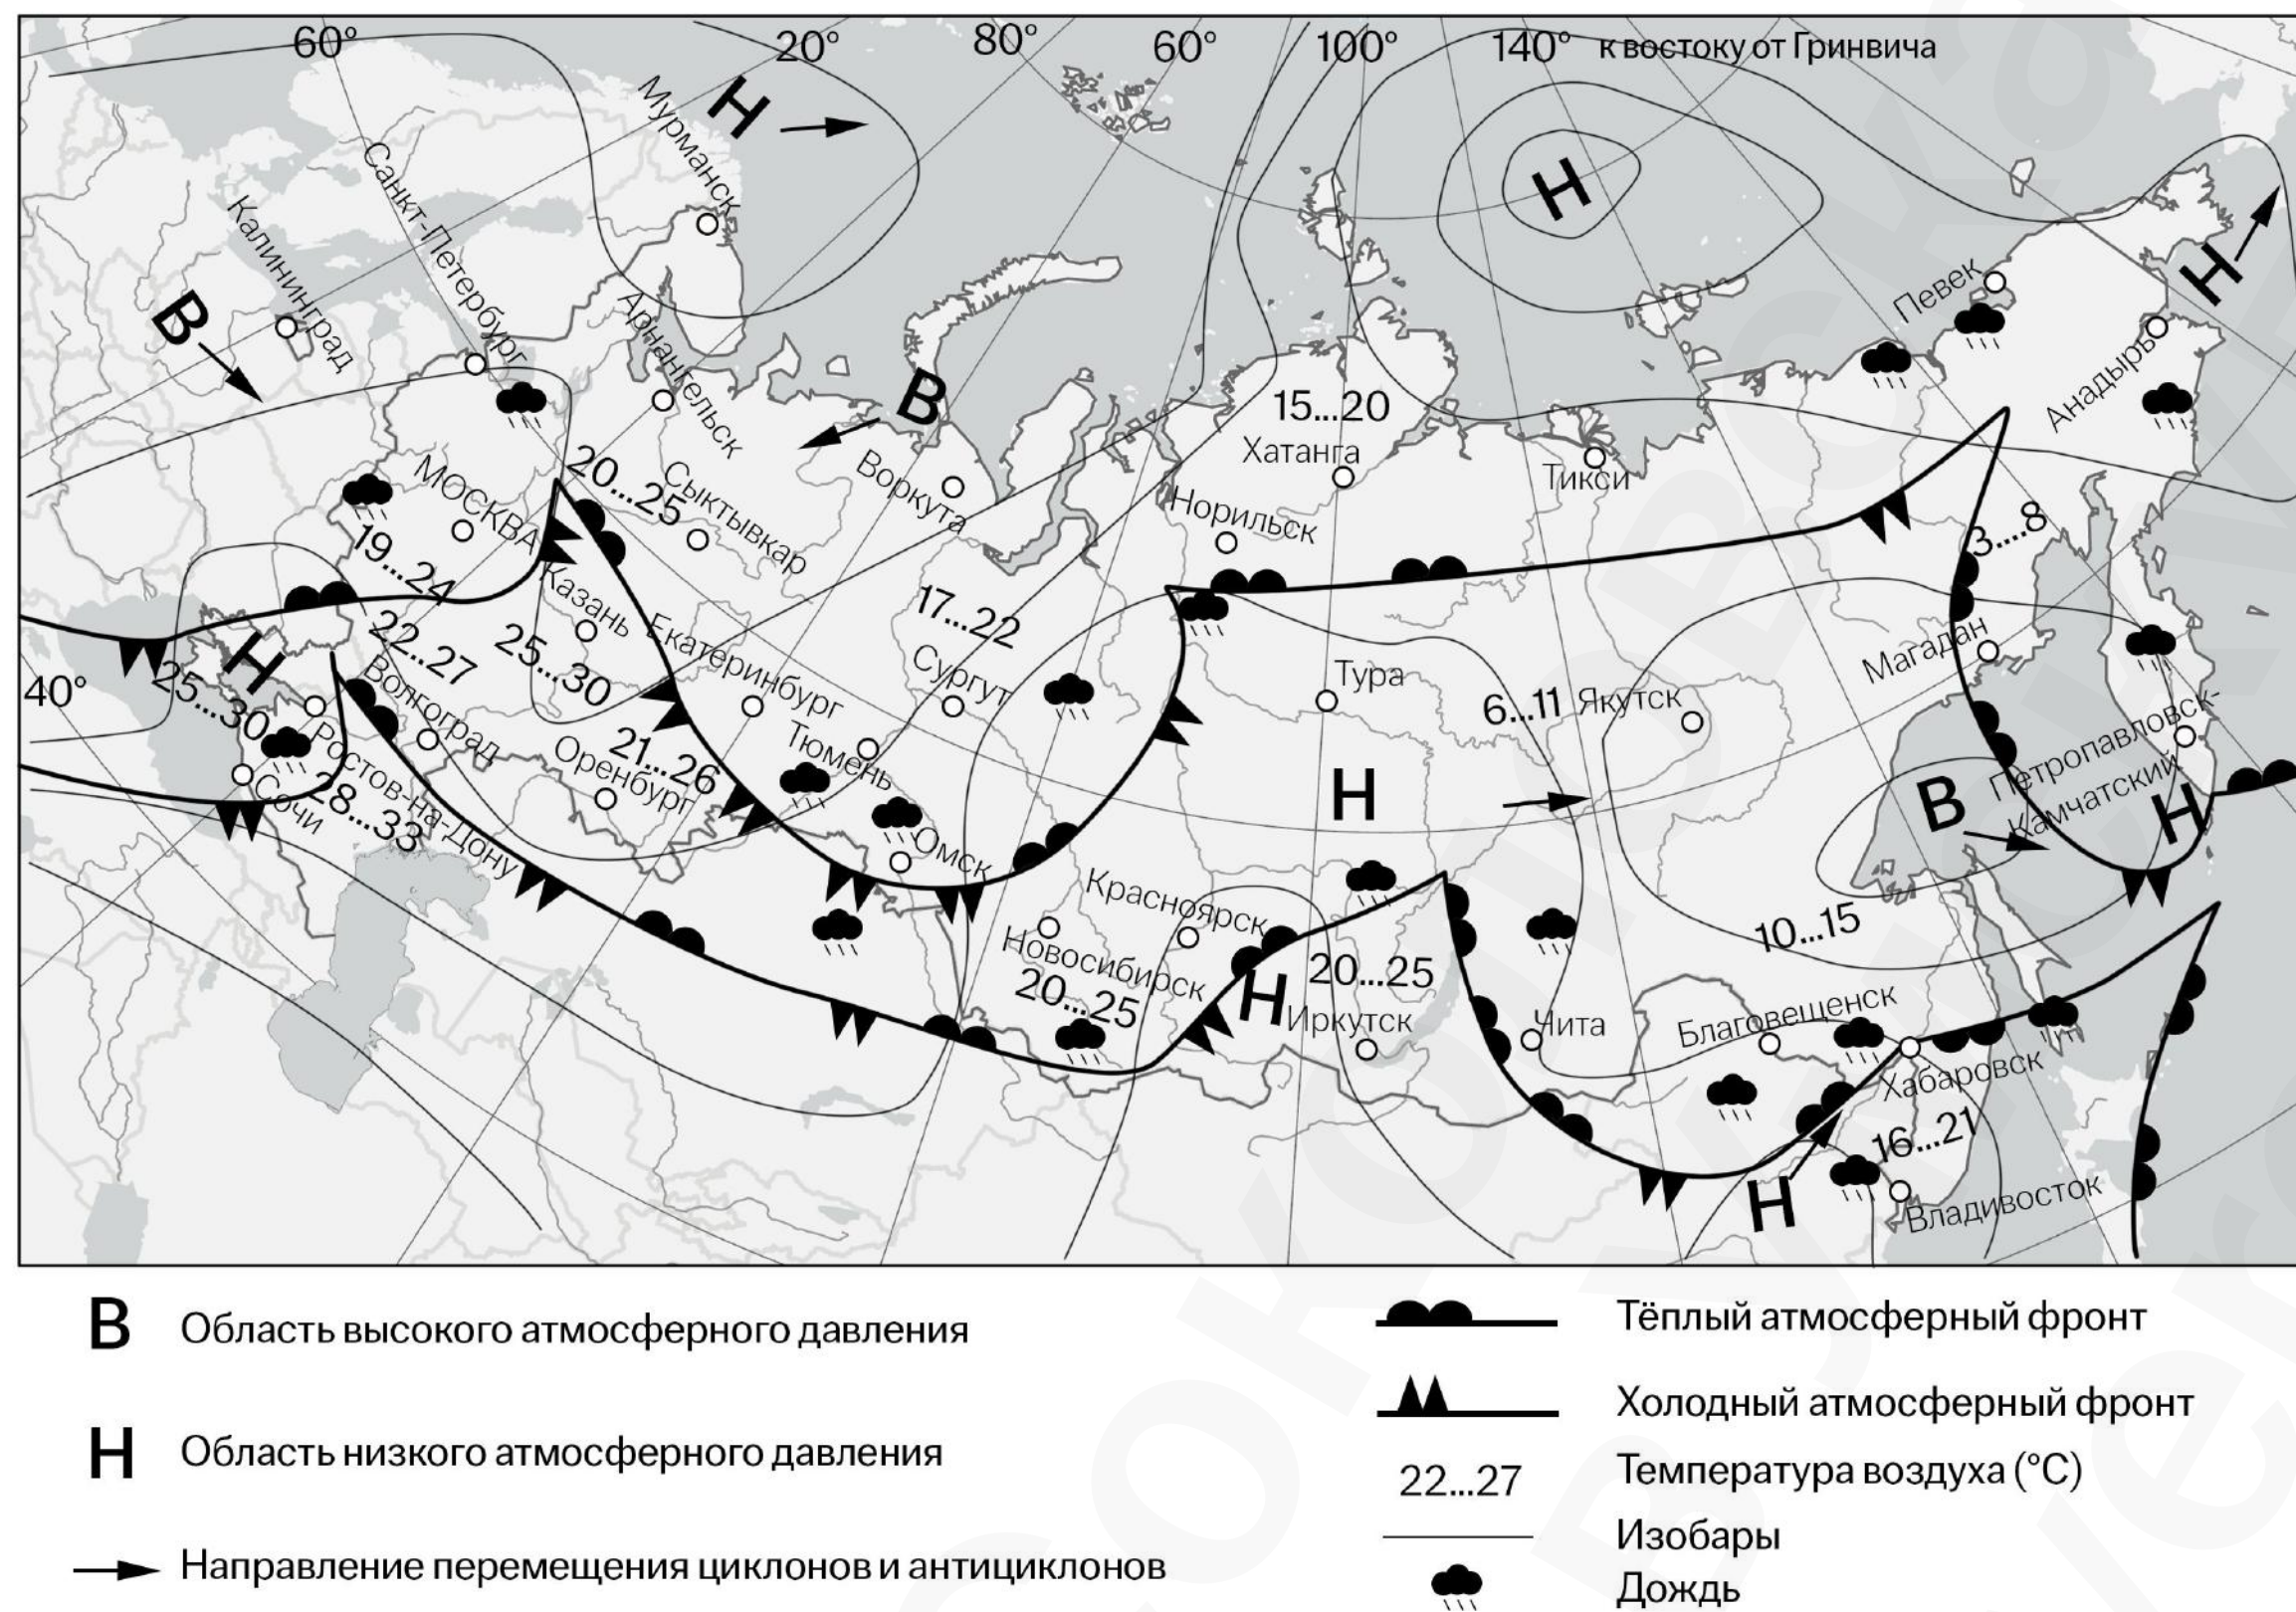 60°
20°
80°
60°
100°
140°
к востоку от Гринвича
Н
Мурманск
Н
Санкт-Петербург
Калининград
В
Архнангельск
Певек
Н
Анадырь
В
Воркута
15...20
Хатанга
Тикси
Норильск
20...25
Сыктывкар
МОСКВА
19...24
3....8
Казань
17...22
Сургут
Екатеринбург
22...27
25...30
Магадан
Тура
6...11
Якутск
40°
Н
25...30
Волгоград
Ростов-на-Дону
Сочи
28...33
Оренбург
21...26
Тюмень
Омск
Н
В
Петропавловск-
Камчатский
Н
Красноярск
Новосибирск
20...25
Н
20...25
Иркутск
Чита
10...15
Благовещенск
Хабаровск
16...21
Н
Владивосток
В
Область высокого атмосферного давления
Н
Область низкого атмосферного давления
Направление перемещения циклонов и антициклонов
Тёплый атмосферный фронт
Холодный атмосферный фронт
22...27
Температура воздуха (°С)
Изобары
Дождь